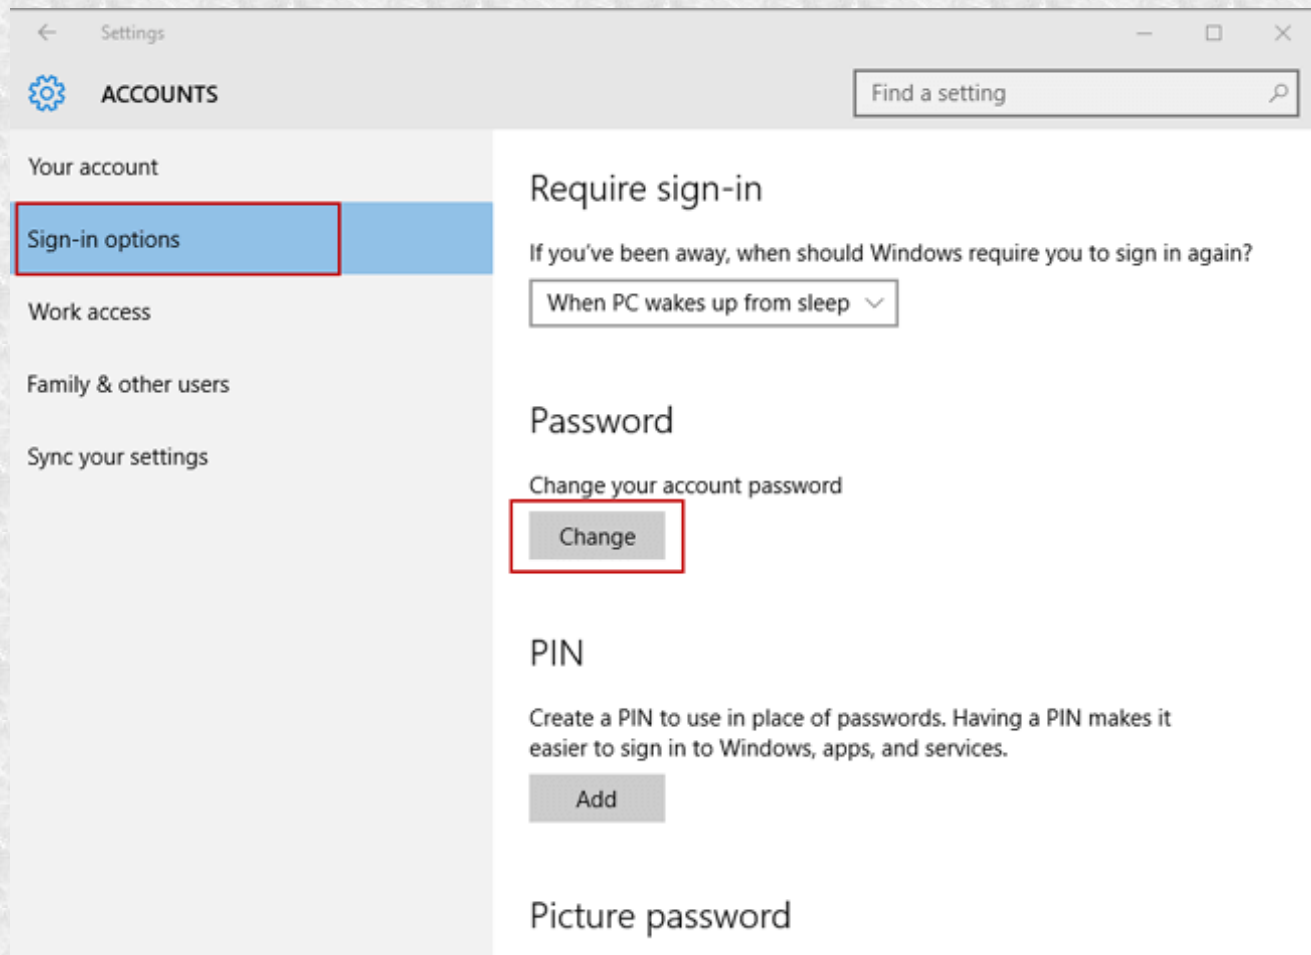 Settings
ACCOUNTS
Find a setting
Your account
Sign-in options
Work access
Family & other users
Sync your settings
Require sign-in
If you've been away, when should Windows require you to sign in again?
When PC wakes up from sleep
Password
Change your account password
Change
PIN
Create a PIN to use in place of passwords. Having a PIN makes it
easier to sign in to Windows, apps, and services.
Add
Picture password